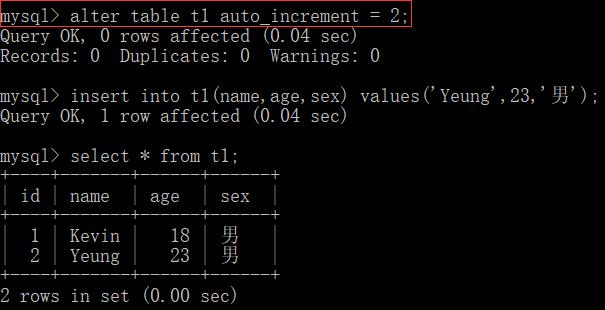 mysql> alter table t1 auto_increment = 2;
Query OK, 0 rows affected (0.04 sec)
Records: 0  Duplicates: 0  Warnings: 0
mysql> insert into t1(name,age,sex) values('Yeung',23,'男');
Query OK, 1 row affected (0.04 sec)
mysql> select * from t1;
+----+-------+------+------+
| id | name  | age  | sex  |
+----+-------+------+------+
|  1 | Kevin |   18 | 男   |
|  2 | Yeung |   23 | 男   |
+----+-------+------+------+
2 rows in set (0.00 sec)